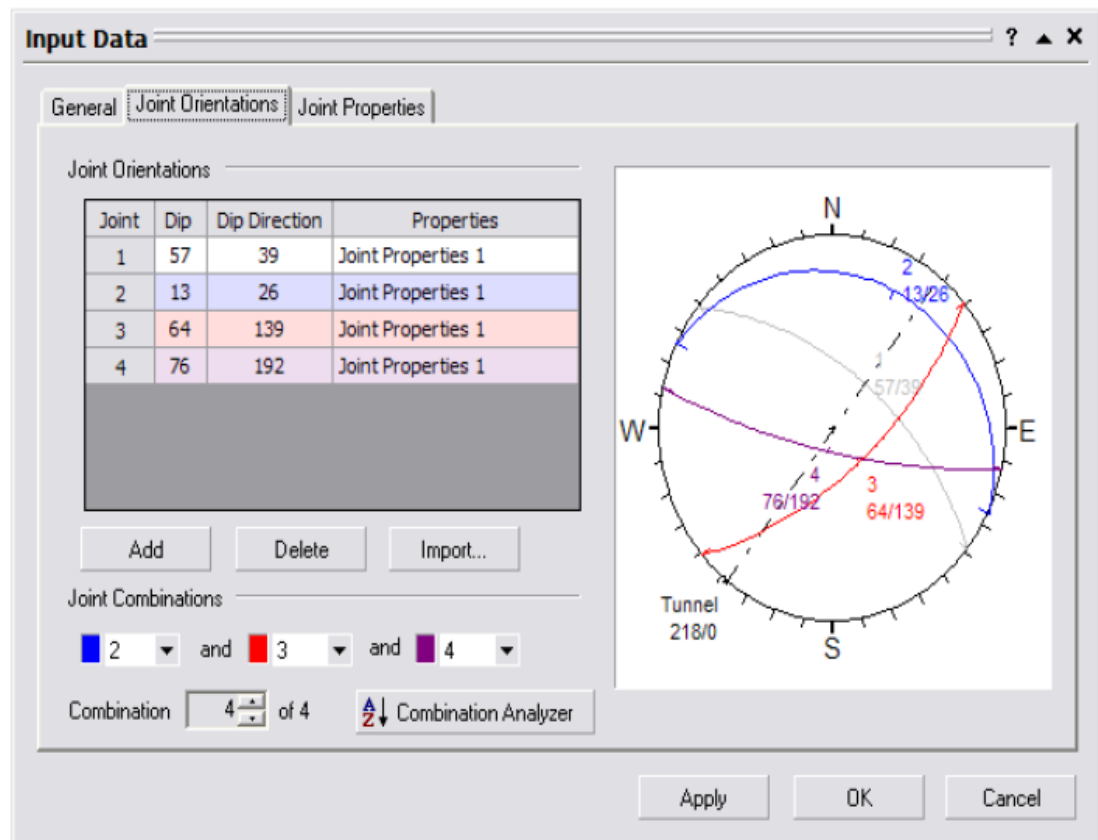 Input Data ? ▲ X
General Joint Orientations Joint Properties
Joint Orientations
Joint Dip Dip Direction Properties
1 57 39 Joint Properties 1
2 13 26 Joint Properties 1
3 64 139 Joint Properties 1
4 76 192 Joint Properties 1
Add Delete Import...
Joint Combinations
2 and 3 and 4
Combination 4 of 4 AZ Combination Analyzer
N
2
13/26
1
57/39
W E
4
76/192
3
64/139
Tunnel
218/0
S
Apply OK Cancel